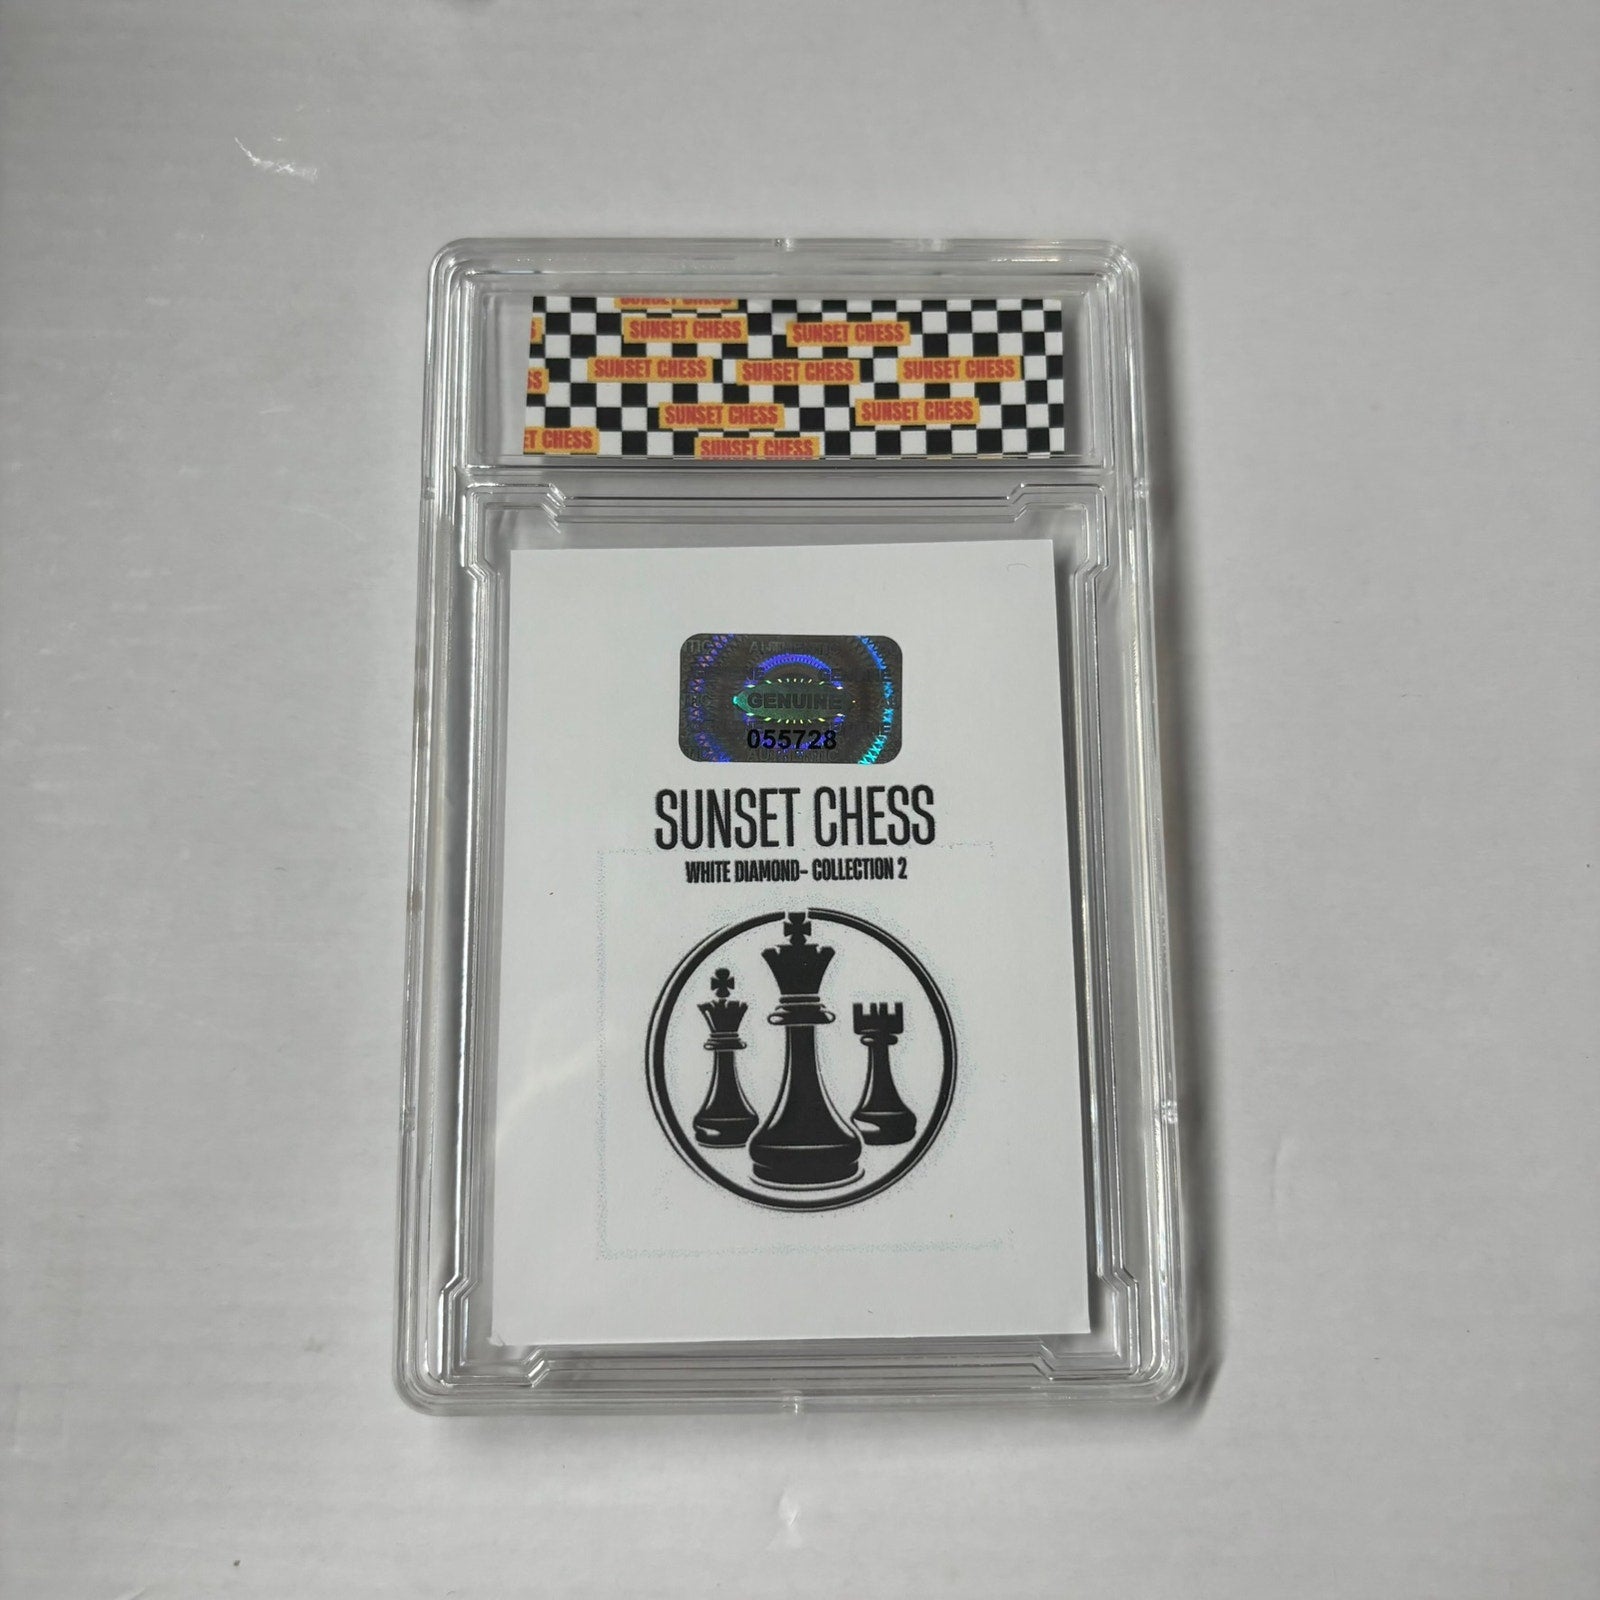 SUNSET CHESS
SUNSET CHESS SUNSET CHESS
SUNSET CHESS SUNSET CHESS SUNSET CHESS
SUNSET CHESS SUNSET CHESS
CHESS SUNSET CHESS
GENUINE
055728
AUTHENTIC
SUNSET CHESS
WHITE DIAMOND- COLLECTION 2